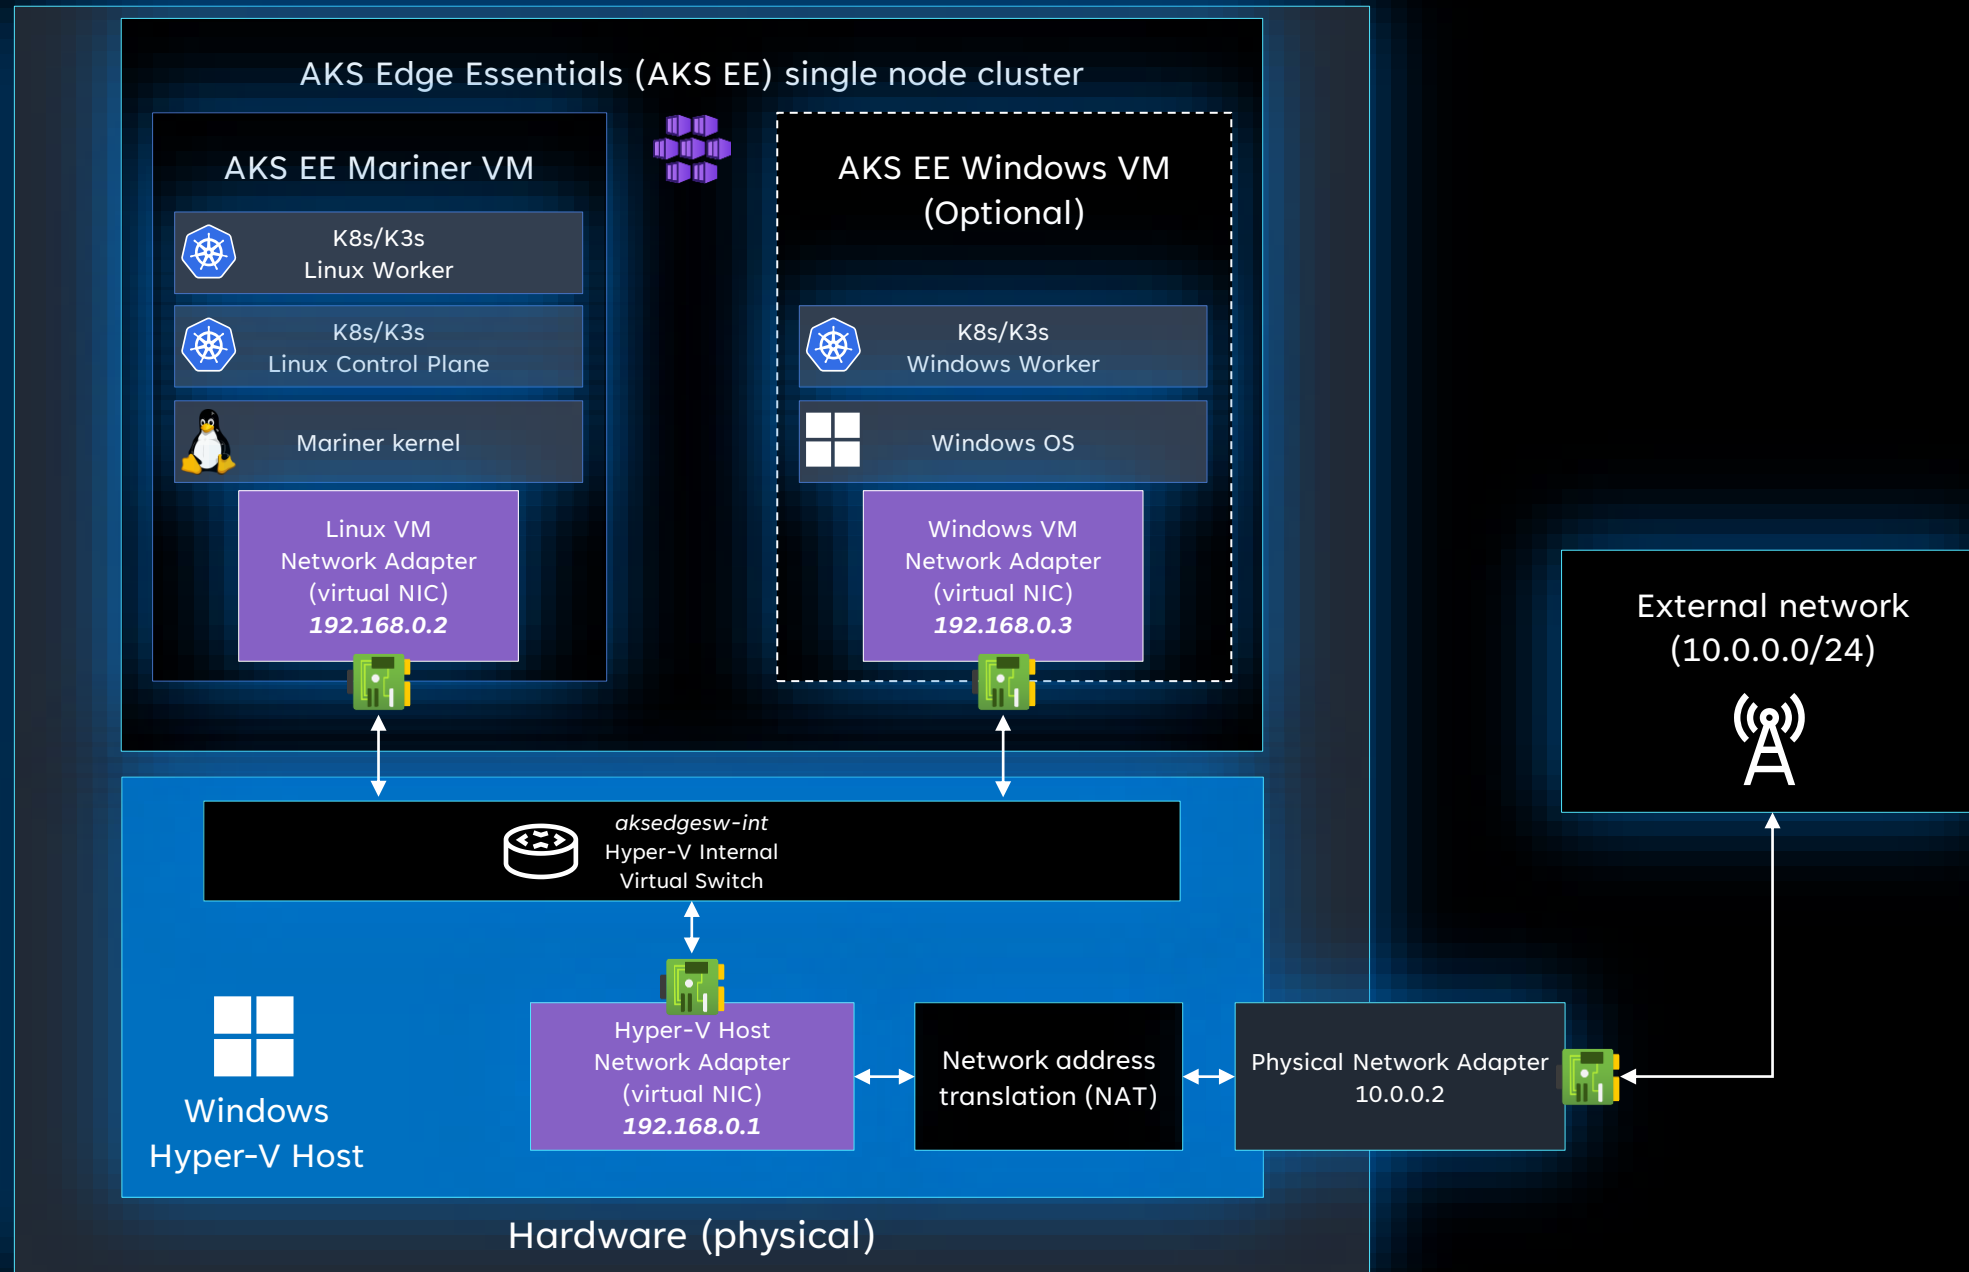 AKS Edge Essentials (AKS EE) single node cluster
AKS EE Mariner VM
K8s/K3s
Linux Worker
K8s/K3s
Linux Control Plane
Mariner kernel
Linux VM
Network Adapter
(virtual NIC)
192.168.0.2
AKS EE Windows VM
(Optional)
K8s/K3s
Windows Worker
Windows OS
Windows VM
Network Adapter
(virtual NIC)
192.168.0.3
External network
(10.0.0.0/24)
aksedgesw-int
Hyper-V Internal
Virtual Switch
Windows
Hyper-V Host
Hyper-V Host
Network Adapter
(virtual NIC)
192.168.0.1
Network address
translation (NAT)
Physical Network Adapter
10.0.0.2
Hardware (physical)